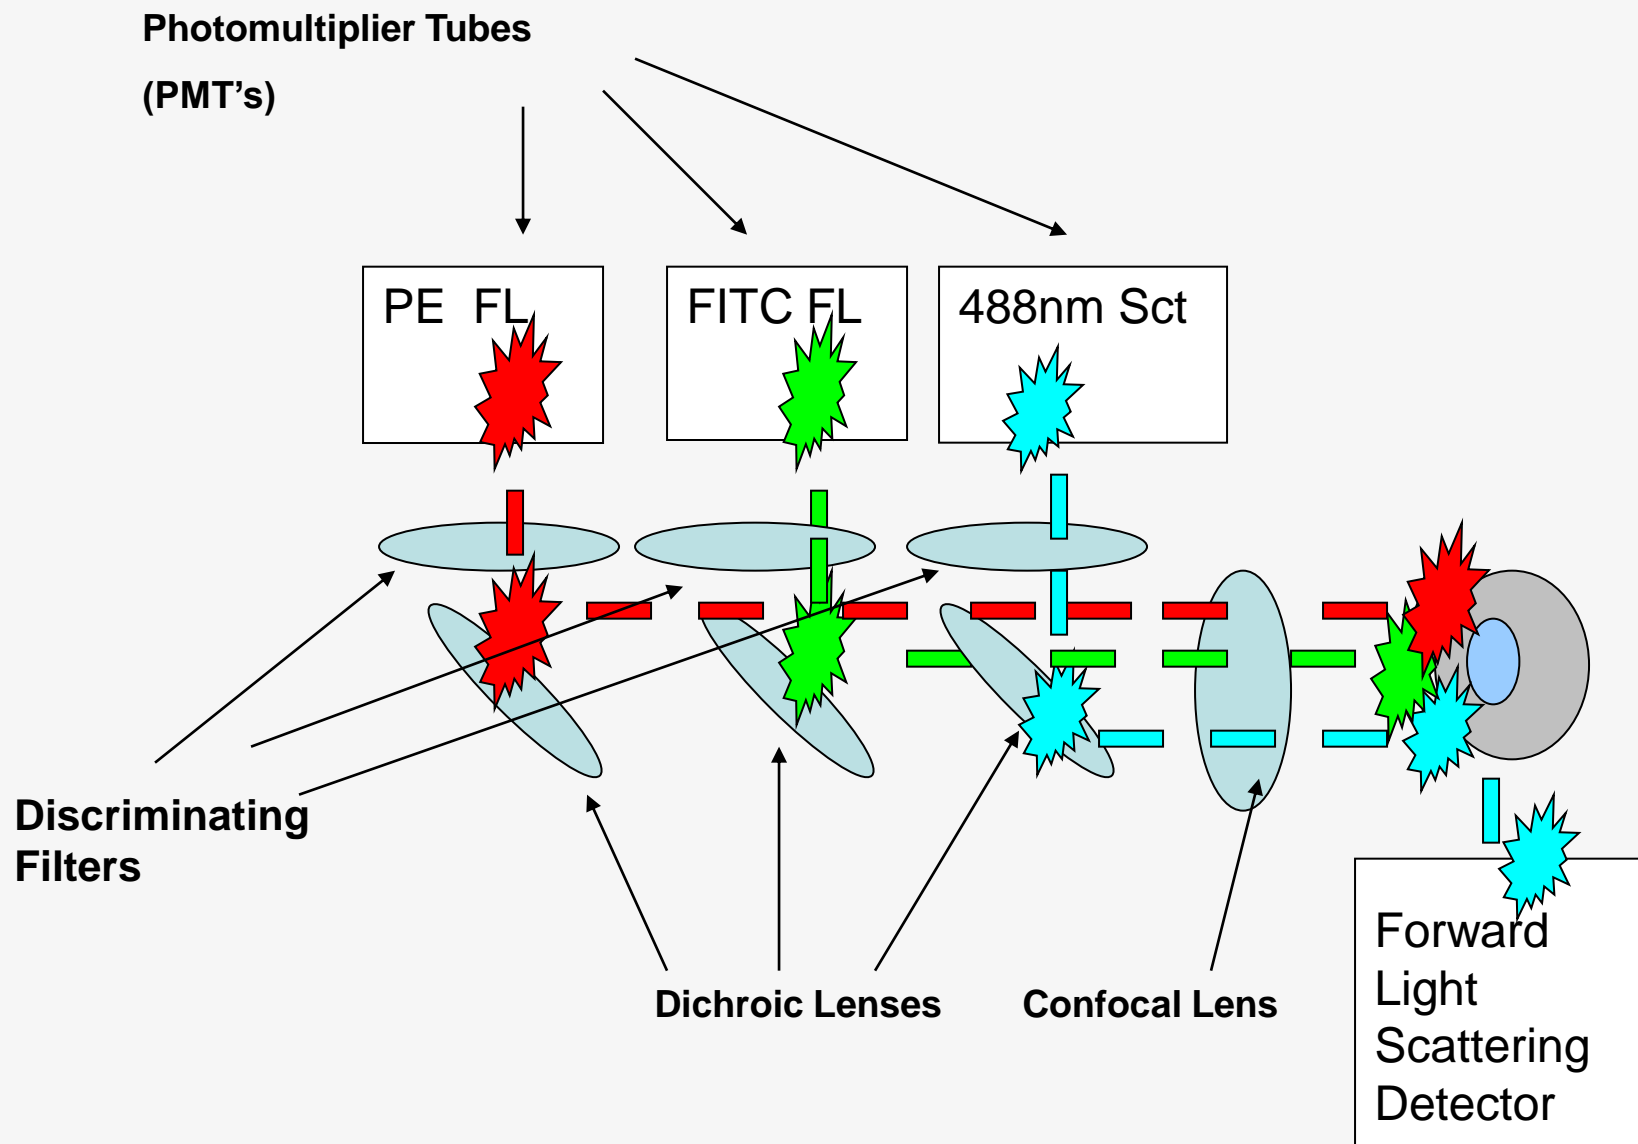 Photomultiplier Tubes
(PMT’s)
PE FL
FITC FL
488nm Sct
Discriminating
Filters
Dichroic Lenses
Confocal Lens
Forward
Light
Scattering
Detector